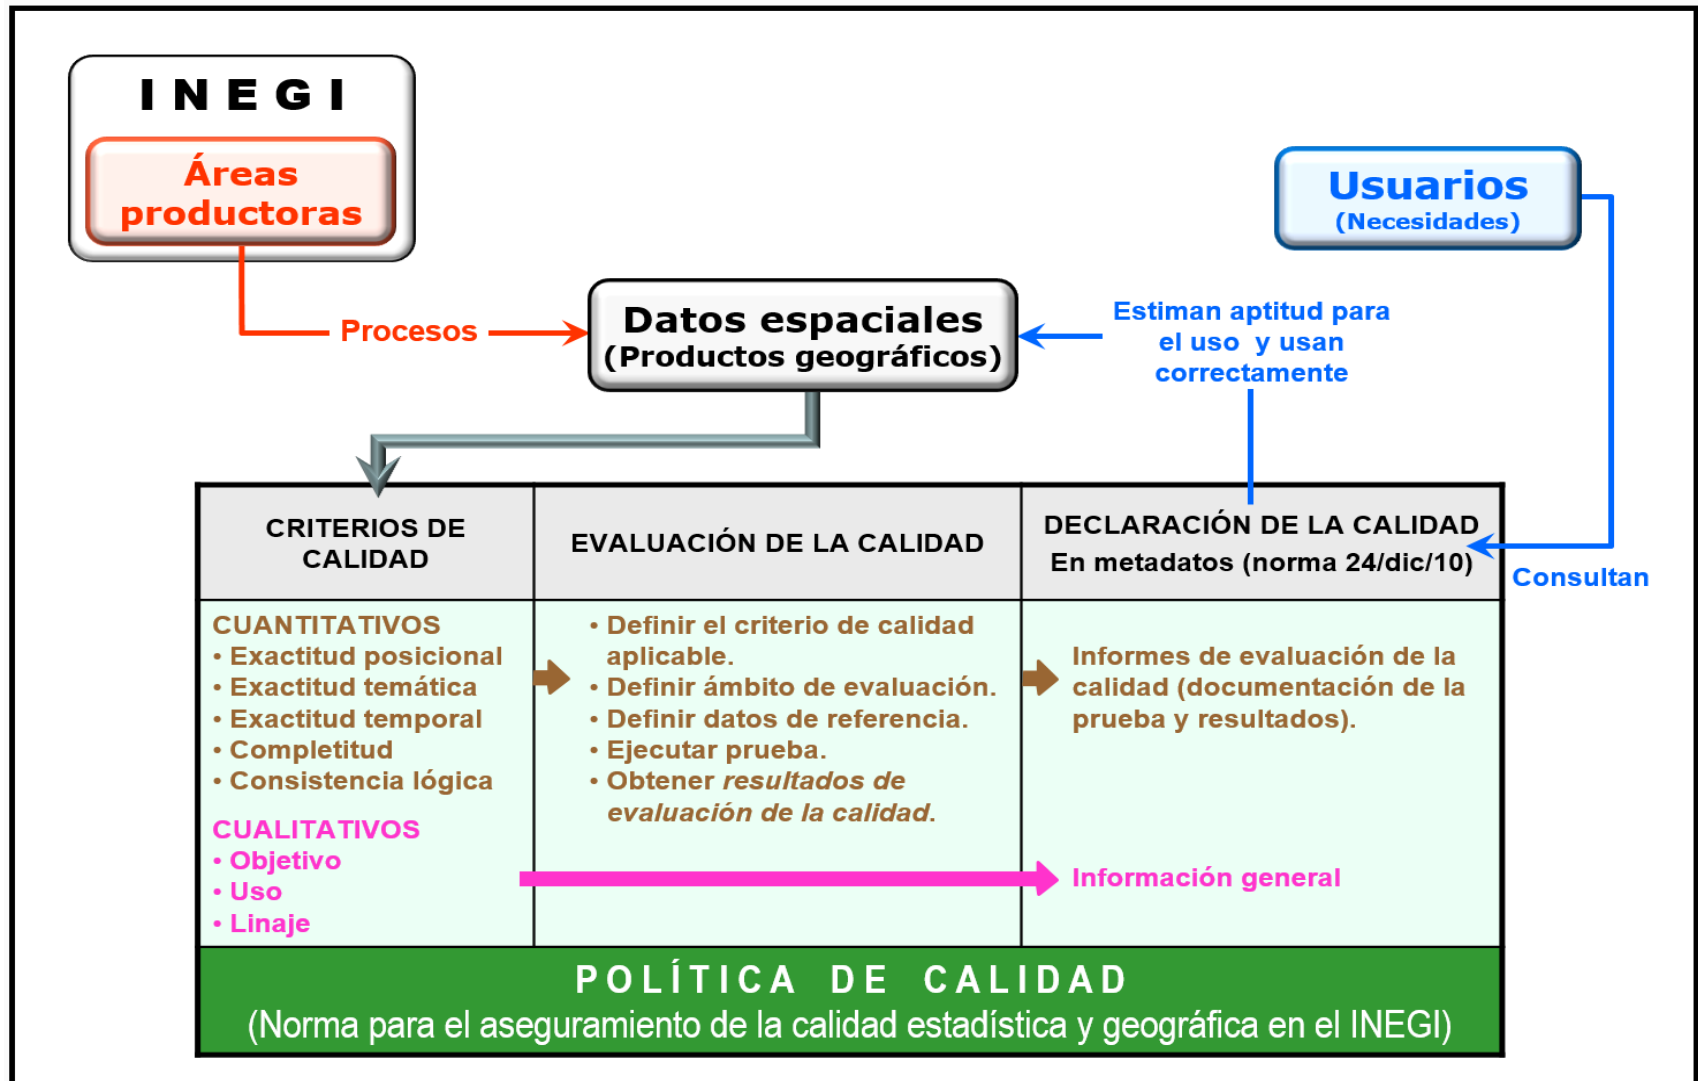 INEGI
Áreas
productoras
Usuarios
(Necesidades)
Procesos
Datos espaciales
(Productos geográficos)
Estiman aptitud para
el uso y usan
correctamente
Consultan
CRITERIOS DE
CALIDAD
EVALUACIÓN DE LA CALIDAD
DECLARACIÓN DE LA CALIDAD
En metadatos (norma 24/dic/10)
CUANTITATIVOS
• Exactitud posicional
• Exactitud temática
• Exactitud temporal
• Completitud
• Consistencia lógica
• Definir el criterio de calidad
aplicable.
• Definir ámbito de evaluación.
• Definir datos de referencia.
• Ejecutar prueba.
• Obtener resultados de
evaluación de la calidad.
Informes de evaluación de la
calidad (documentación de la
prueba y resultados).
CUALITATIVOS
• Objetivo
• Uso
• Linaje
Información general
POLÍTICA DE CALIDAD
(Norma para el aseguramiento de la calidad estadística y geográfica en el INEGI)